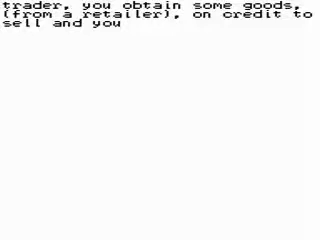 trader, you obtain some goods,
(from a retailer), on credit to
sell and you